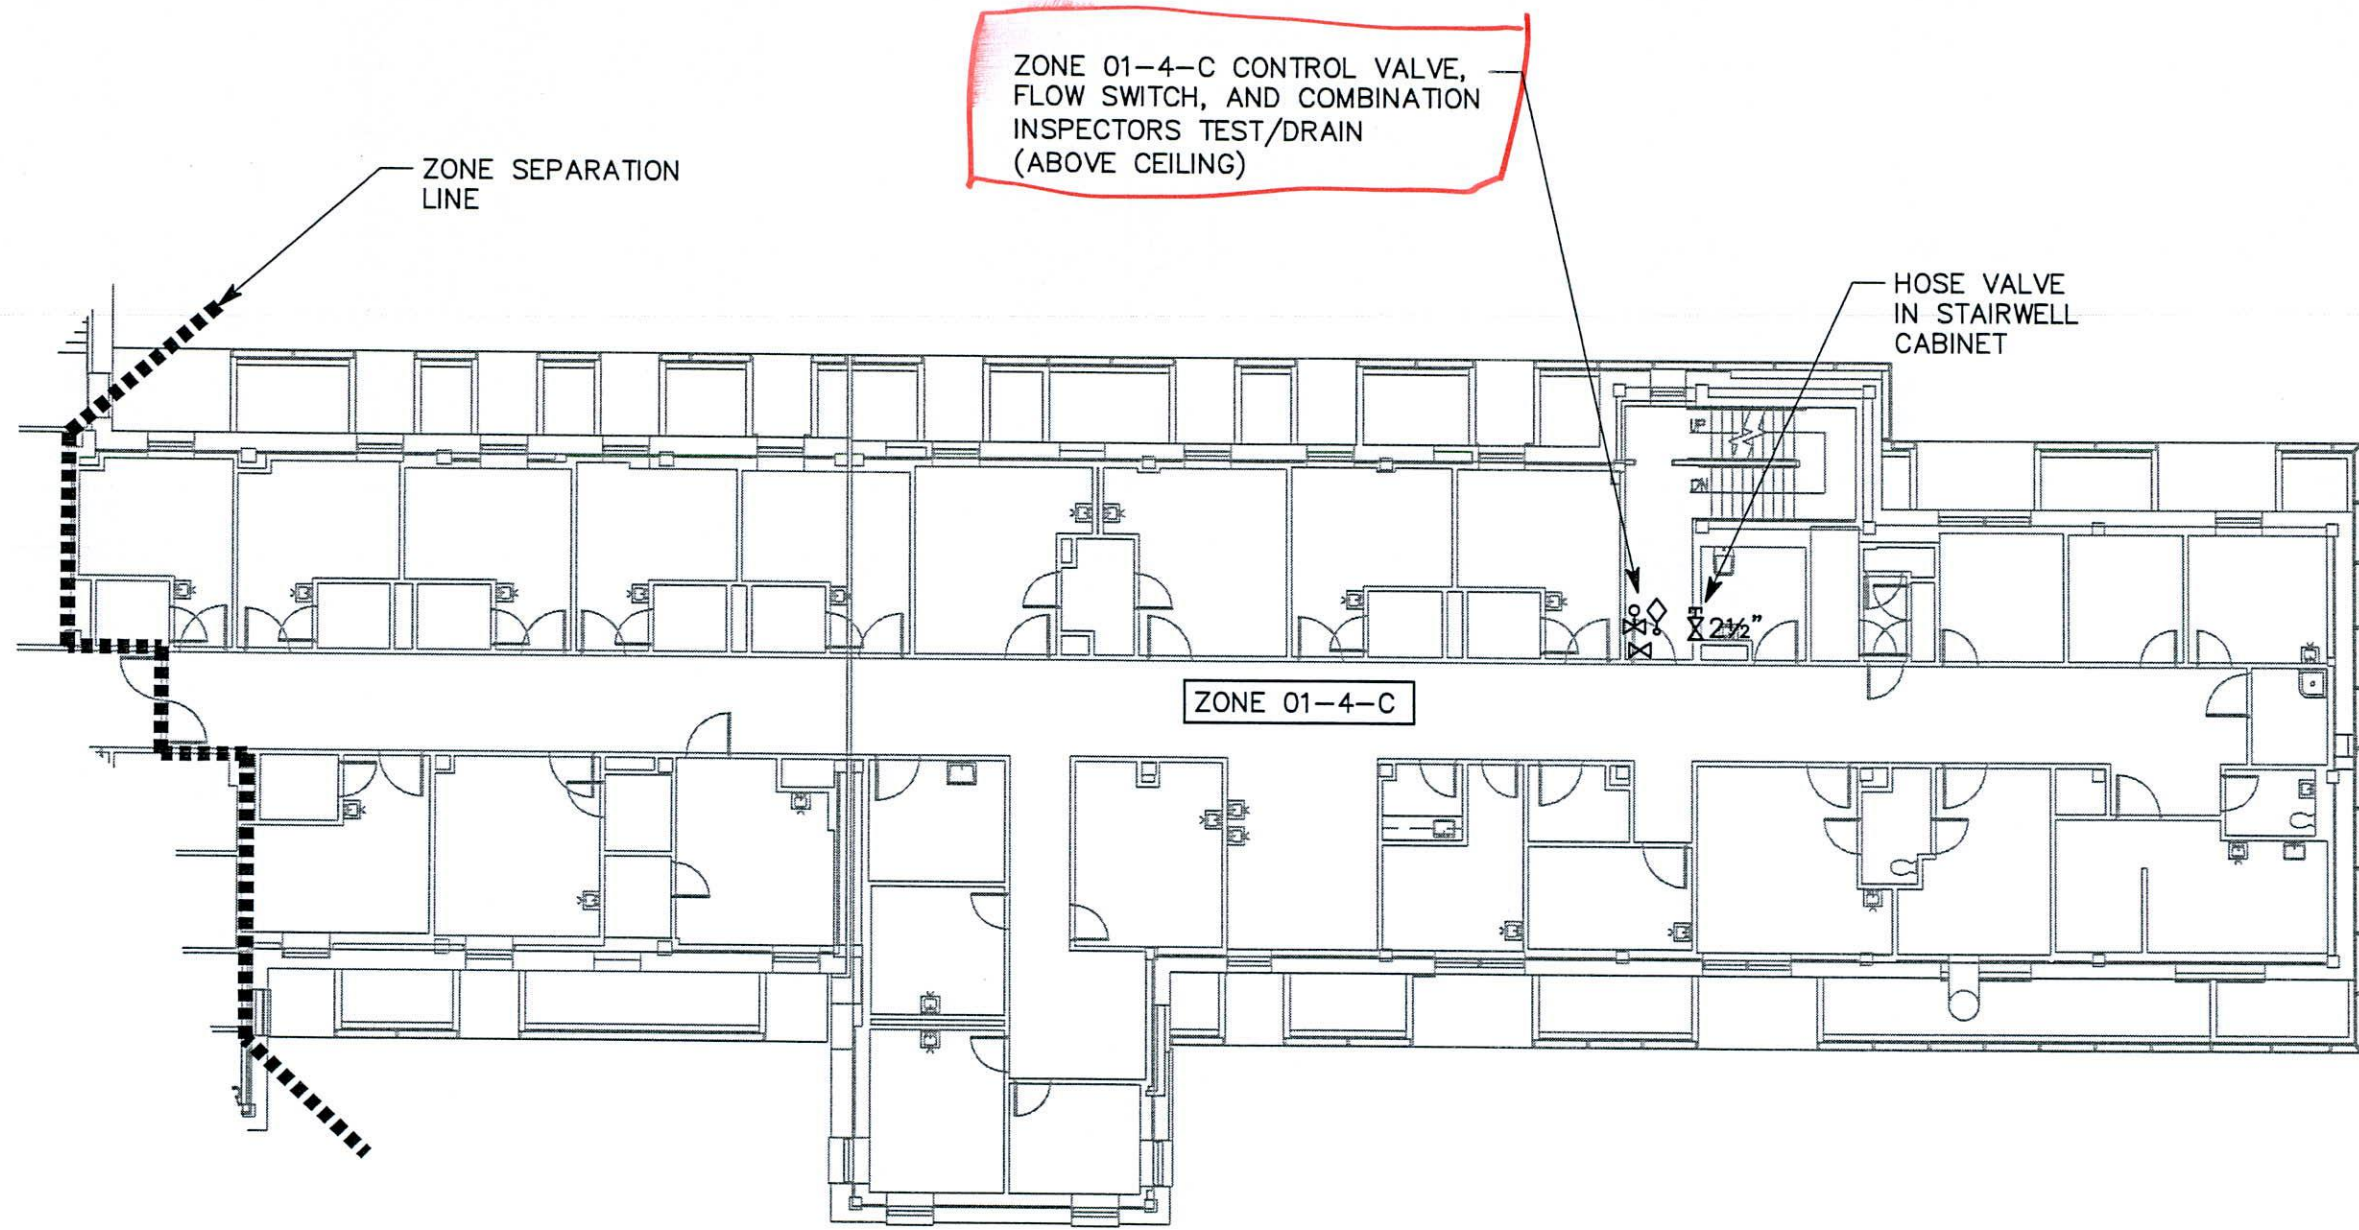 ZONE 01-4-C CONTROL VALVE,
FLOW SWITCH, AND COMBINATION
INSPECTORS TEST/DRAIN
(ABOVE CEILING)
ZONE SEPARATION
LINE
HOSE VALVE
IN STAIRWELL
CABINET
UP
DN
2½"
ZONE 01-4-C